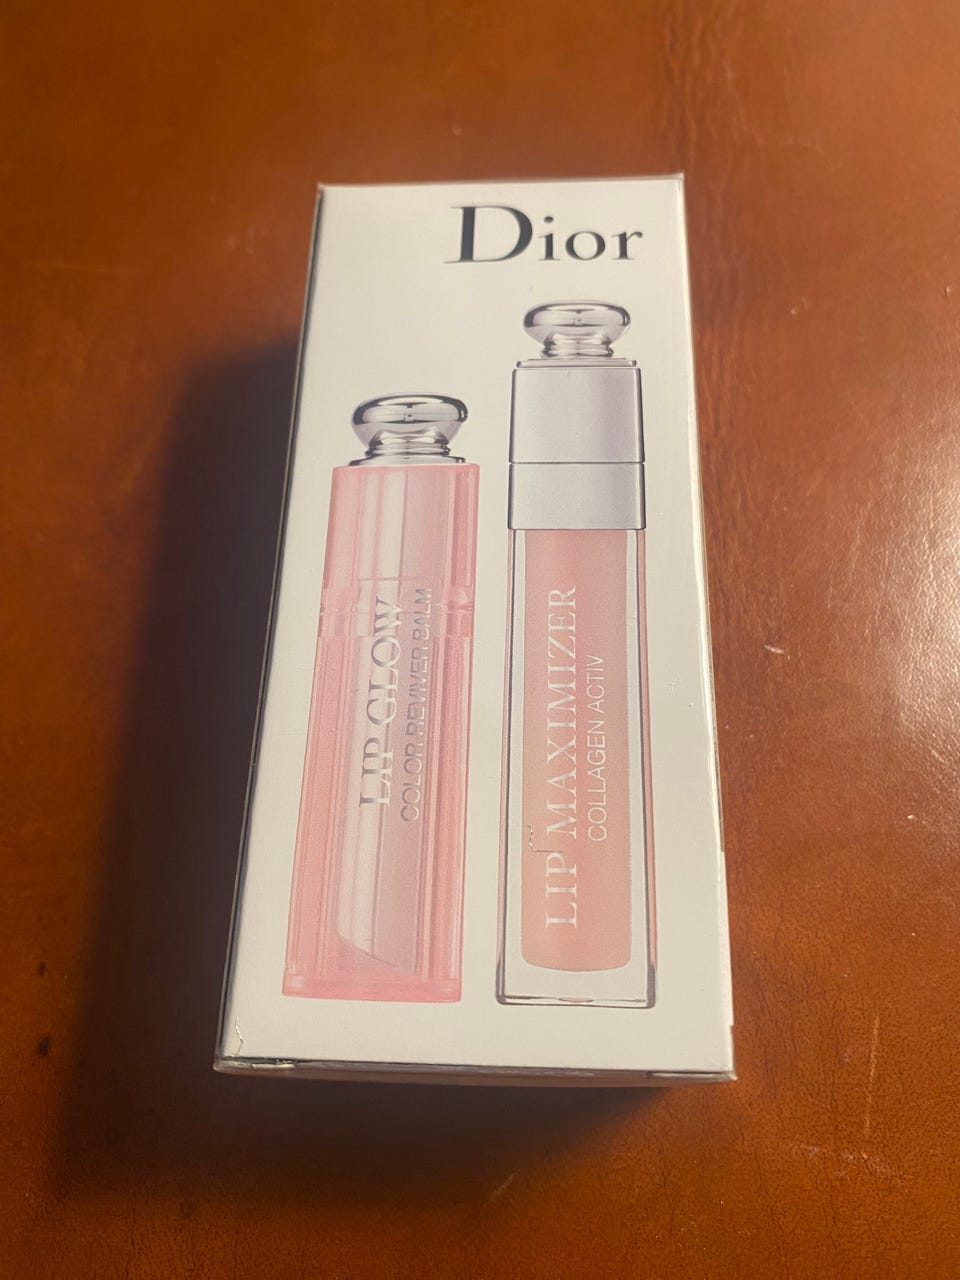 Dior
LIP GLOW
COLOR REVIVER BALM
LIP MAXIMIZER
COLLAGEN ACTIV